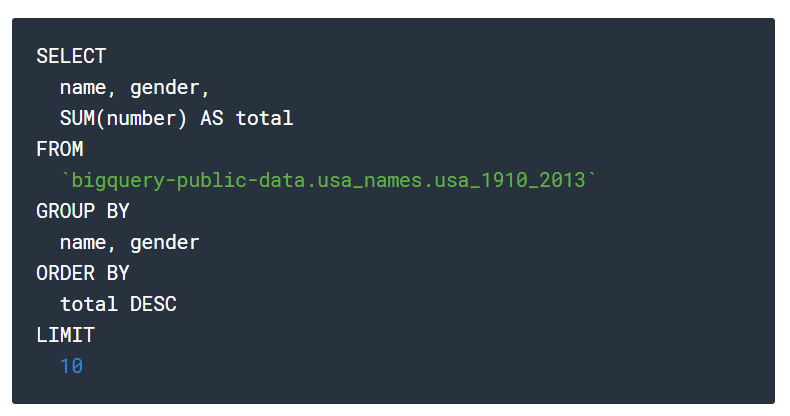 SELECT
  name, gender,
  SUM(number) AS total
FROM
  `bigquery-public-data.usa_names.usa_1910_2013`
GROUP BY
  name, gender
ORDER BY
  total DESC
LIMIT
  10